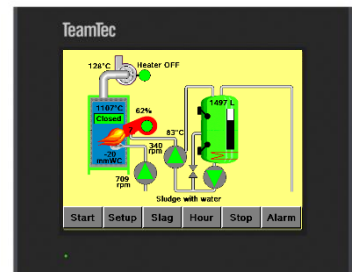 TeamTec
128°C
Heater OFF
1107°C
Closed
62%
1497 L
83°C
340
rpm
-20
mmWC
709
rpm
Sludge with water
Start Setup Slag Hour Stop Alarm